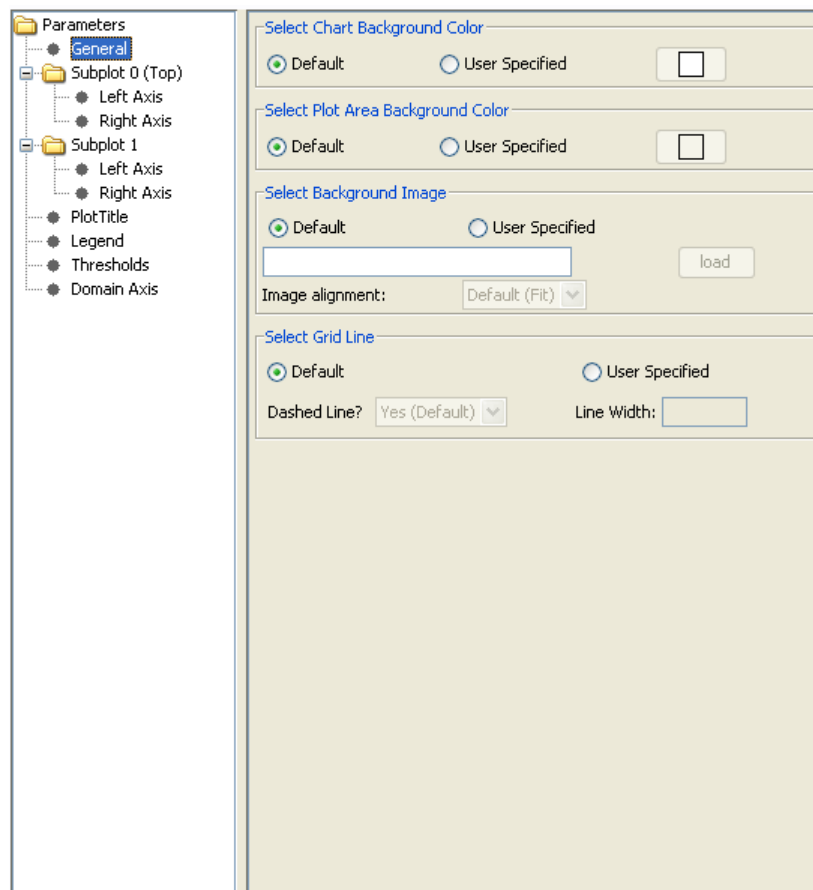 Parameters
General
Subplot 0 (Top)
Left Axis
Right Axis
Subplot 1
Left Axis
Right Axis
PlotTitle
Legend
Thresholds
Domain Axis
Select Chart Background Color
Default User Specified
Select Plot Area Background Color
Default User Specified
Select Background Image
Default User Specified
load
Image alignment: Default (Fit)
Select Grid Line
Default User Specified
Dashed Line? Yes (Default) Line Width: